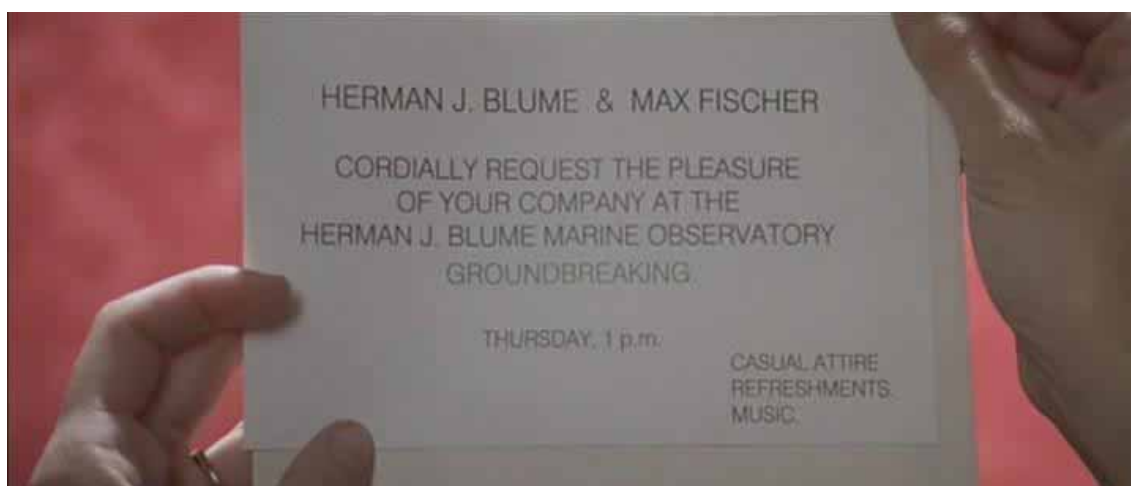 HERMAN J. BLUME & MAX FISCHER
CORDIALLY REQUEST THE PLEASURE
OF YOUR COMPANY AT THE
HERMAN J. BLUME MARINE OBSERVATORY
GROUNDBREAKING.
THURSDAY, 1 p.m.
CASUAL ATTIRE
REFRESHMENTS.
MUSIC.